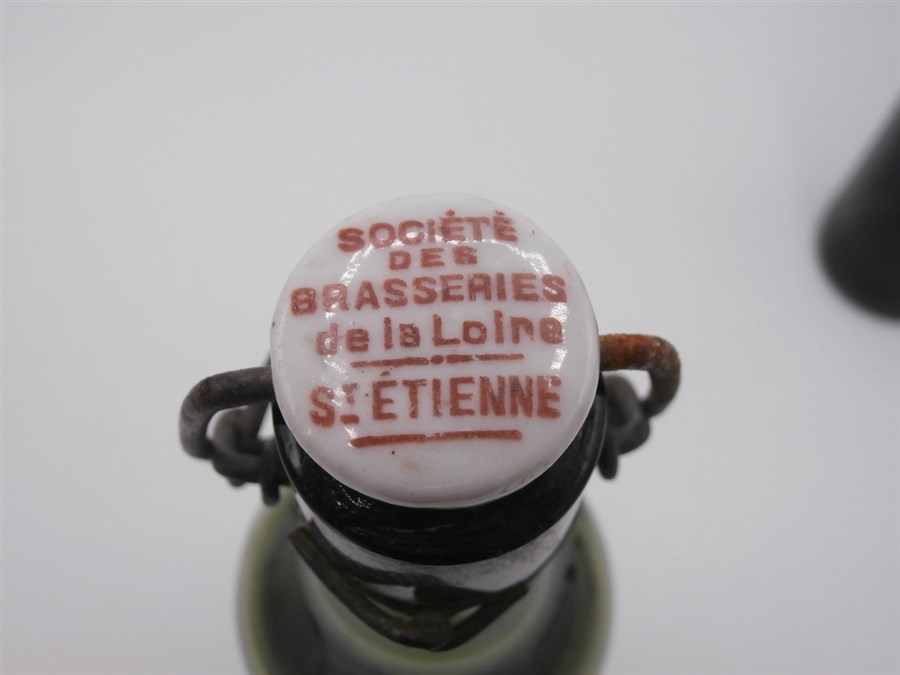 SOCIÉTÉ
DES
BRASSERIES
de la Loire
ST ÉTIENNE